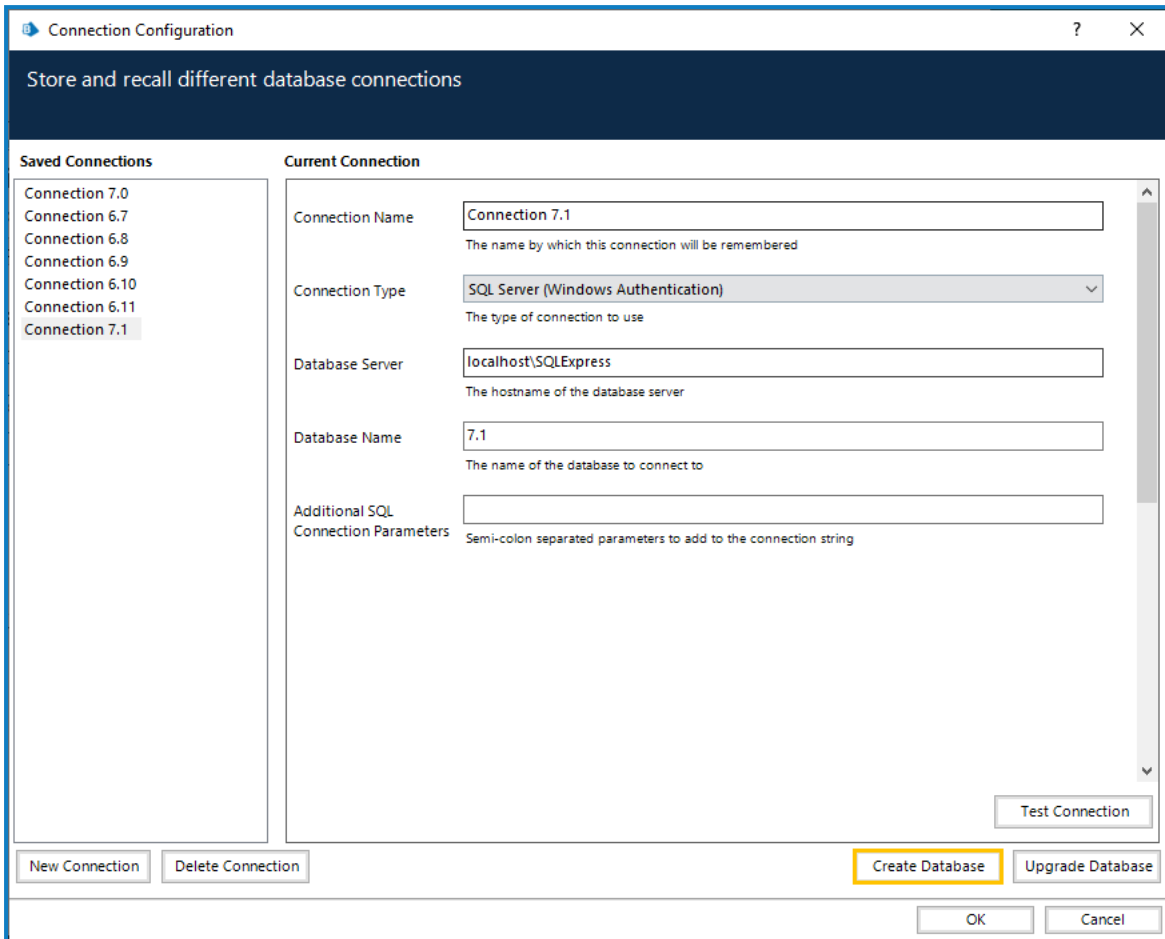 Connection Configuration
?
Store and recall different database connections
Saved Connections
Connection 7.0
Connection 6.7
Connection 6.8
Connection 6.9
Connection 6.10
Connection 6.11
Connection 7.1
Current Connection
Connection Name
Connection 7.1
The name by which this connection will be remembered
Connection Type
SQL Server (Windows Authentication)
The type of connection to use
Database Server
localhost\SQLExpress
The hostname of the database server
Database Name
7.1
The name of the database to connect to
Additional SQL
Connection Parameters
Semi-colon separated parameters to add to the connection string
Test Connection
New Connection
Delete Connection
Create Database
Upgrade Database
OK
Cancel